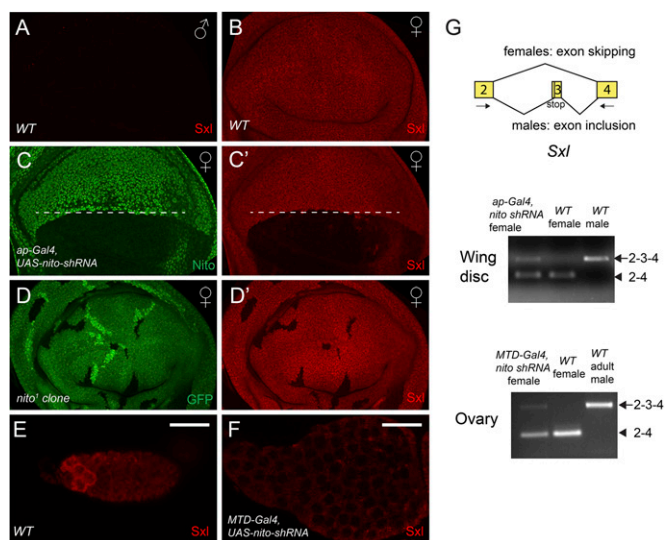 A
♂
WT
Sxl
B
♀
WT
Sxl
C
♀
ap-Gal4,
UAS-nito-shRNA
Nito
C'
♀
Sxl
D
♀
nito¹ clone
GFP
D'
♀
Sxl
E
WT
Sxl
F
MTD-Gal4,
UAS-nito-shRNA
Sxl
G
females: exon skipping
2
3
4
stop
males: exon inclusion
Sxl
ap-Gal4,
nito shRNA
female
WT
female
WT
male
Wing
disc
2-3-4
2-4
MTD-Gal4,
nito shRNA
female
WT
female
WT
adult
male
Ovary
2-3-4
2-4